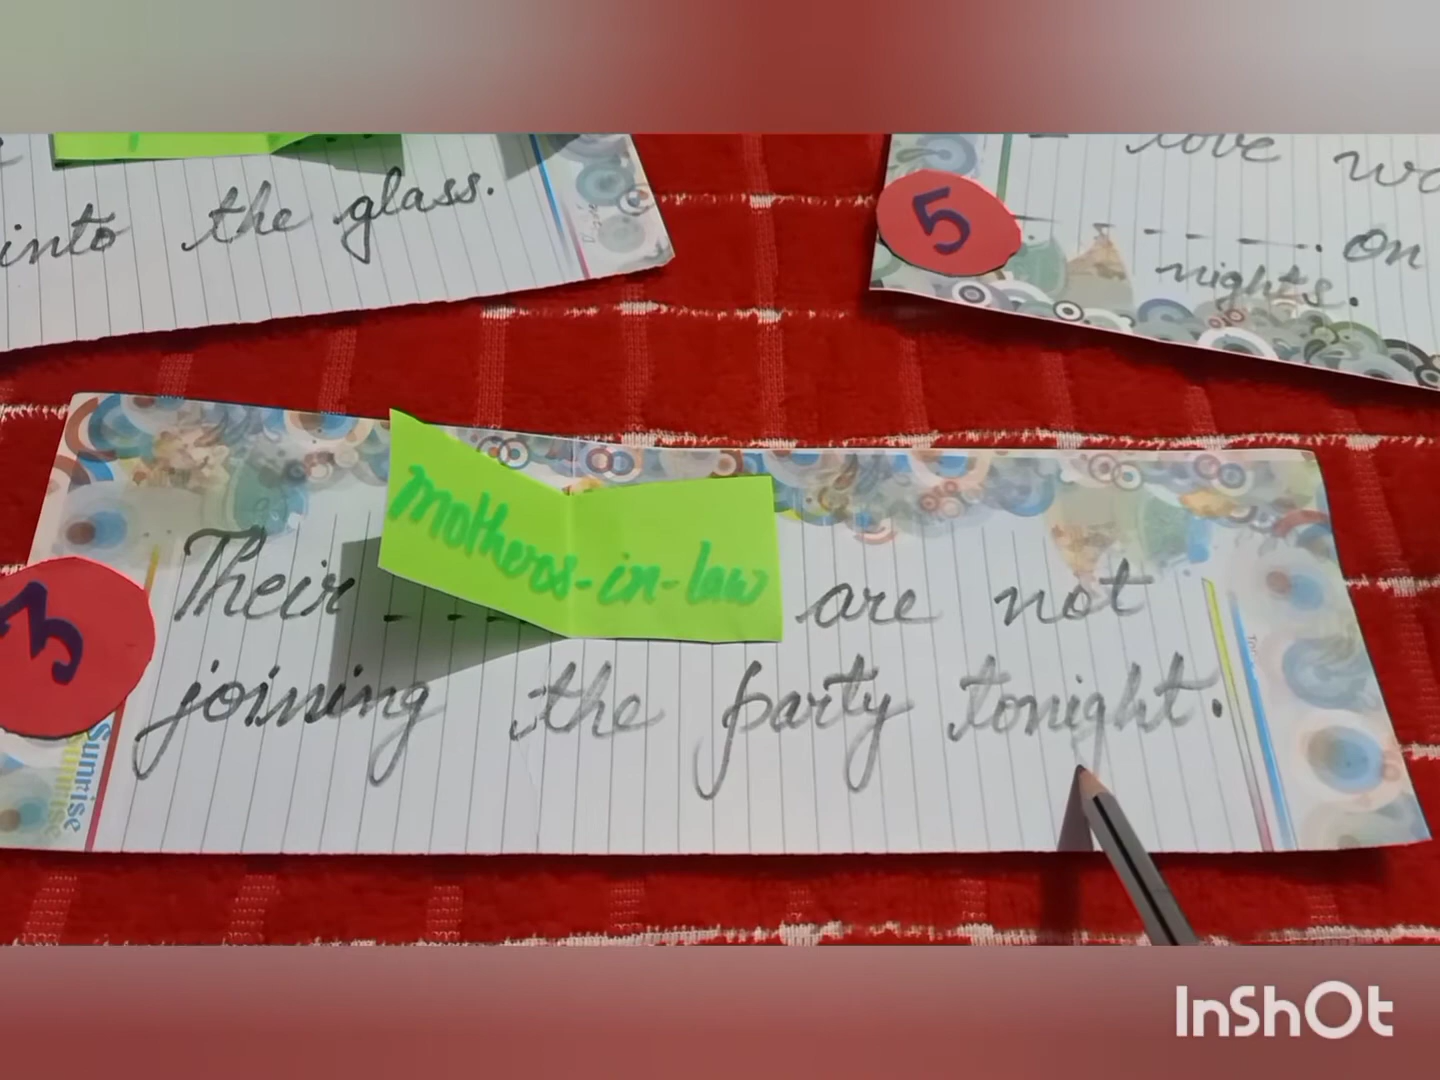 into the glass.
love
5
on
nights.
3
Their mothers-in-law are not
joining the party tonight.
Sunrise
Sunrise
InShOt